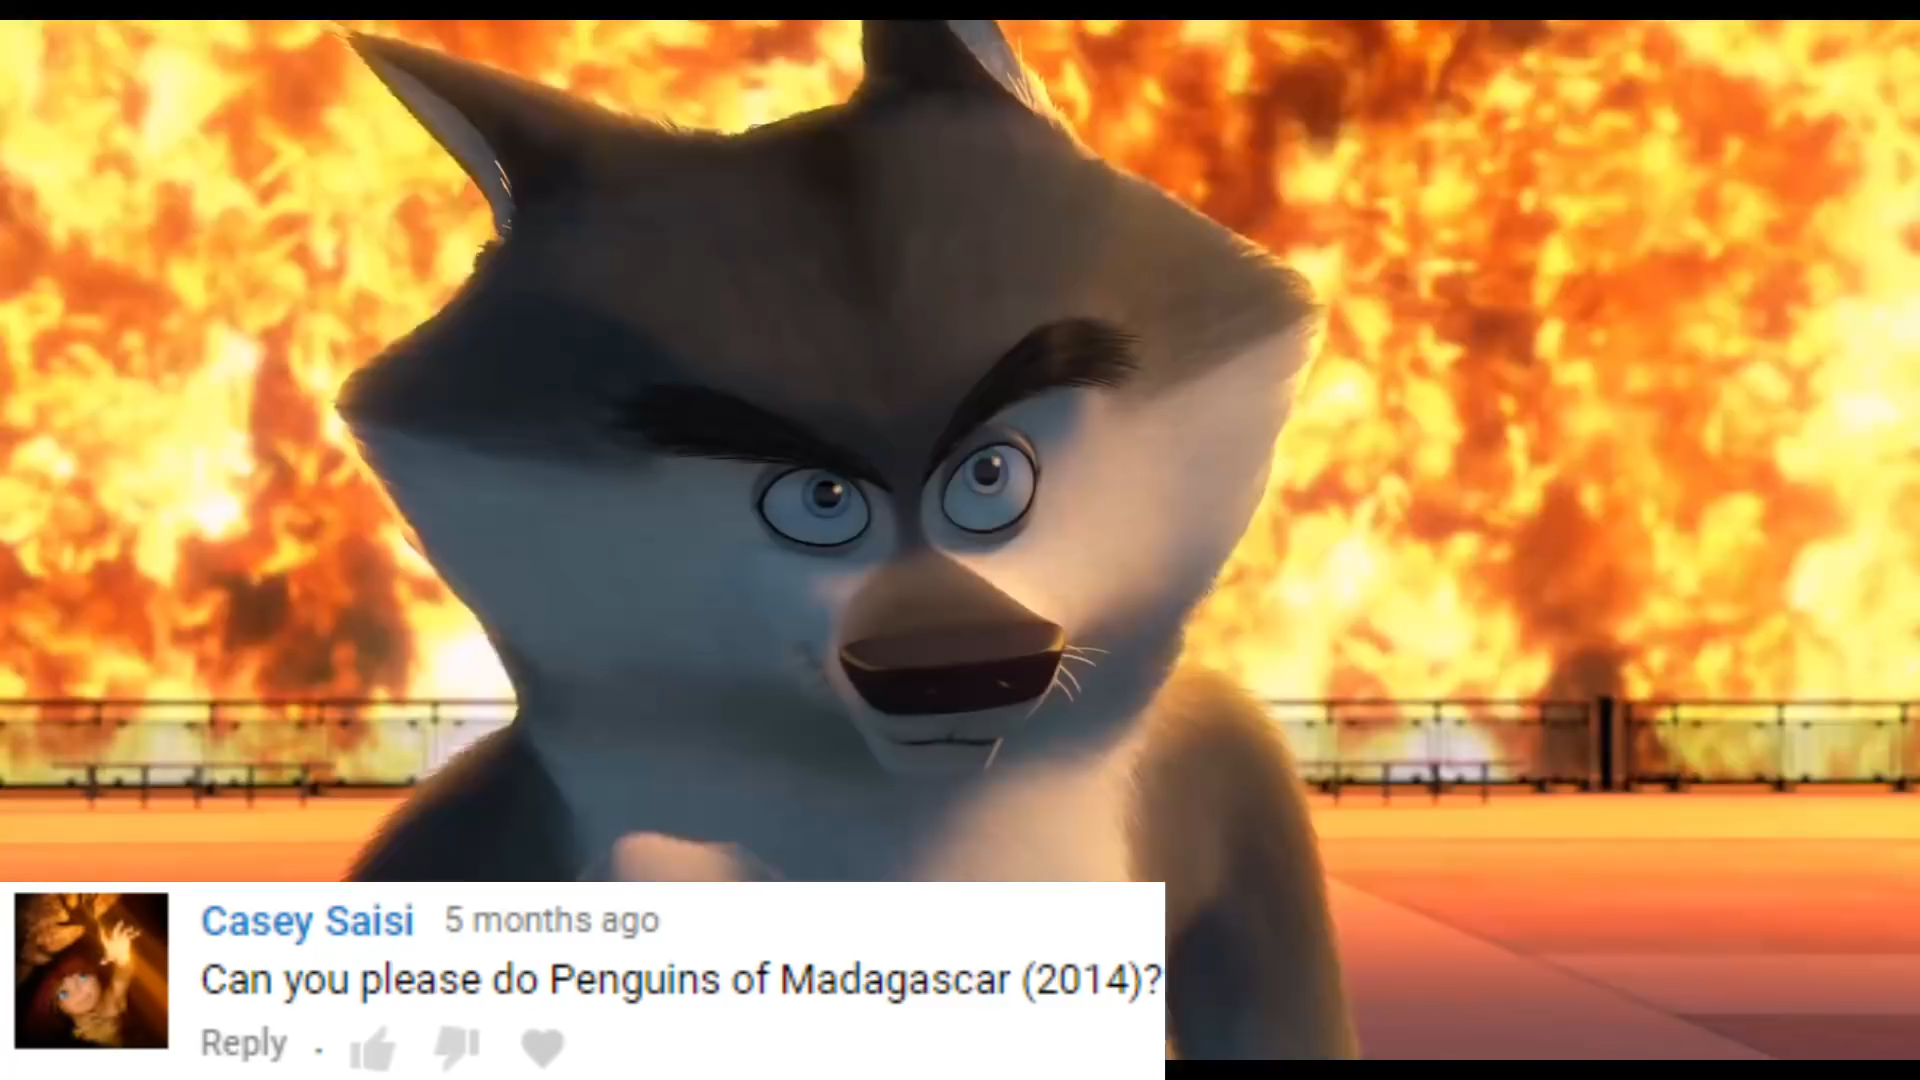 Casey Saisi 5 months ago
Can you please do Penguins of Madagascar (2014)?
Reply